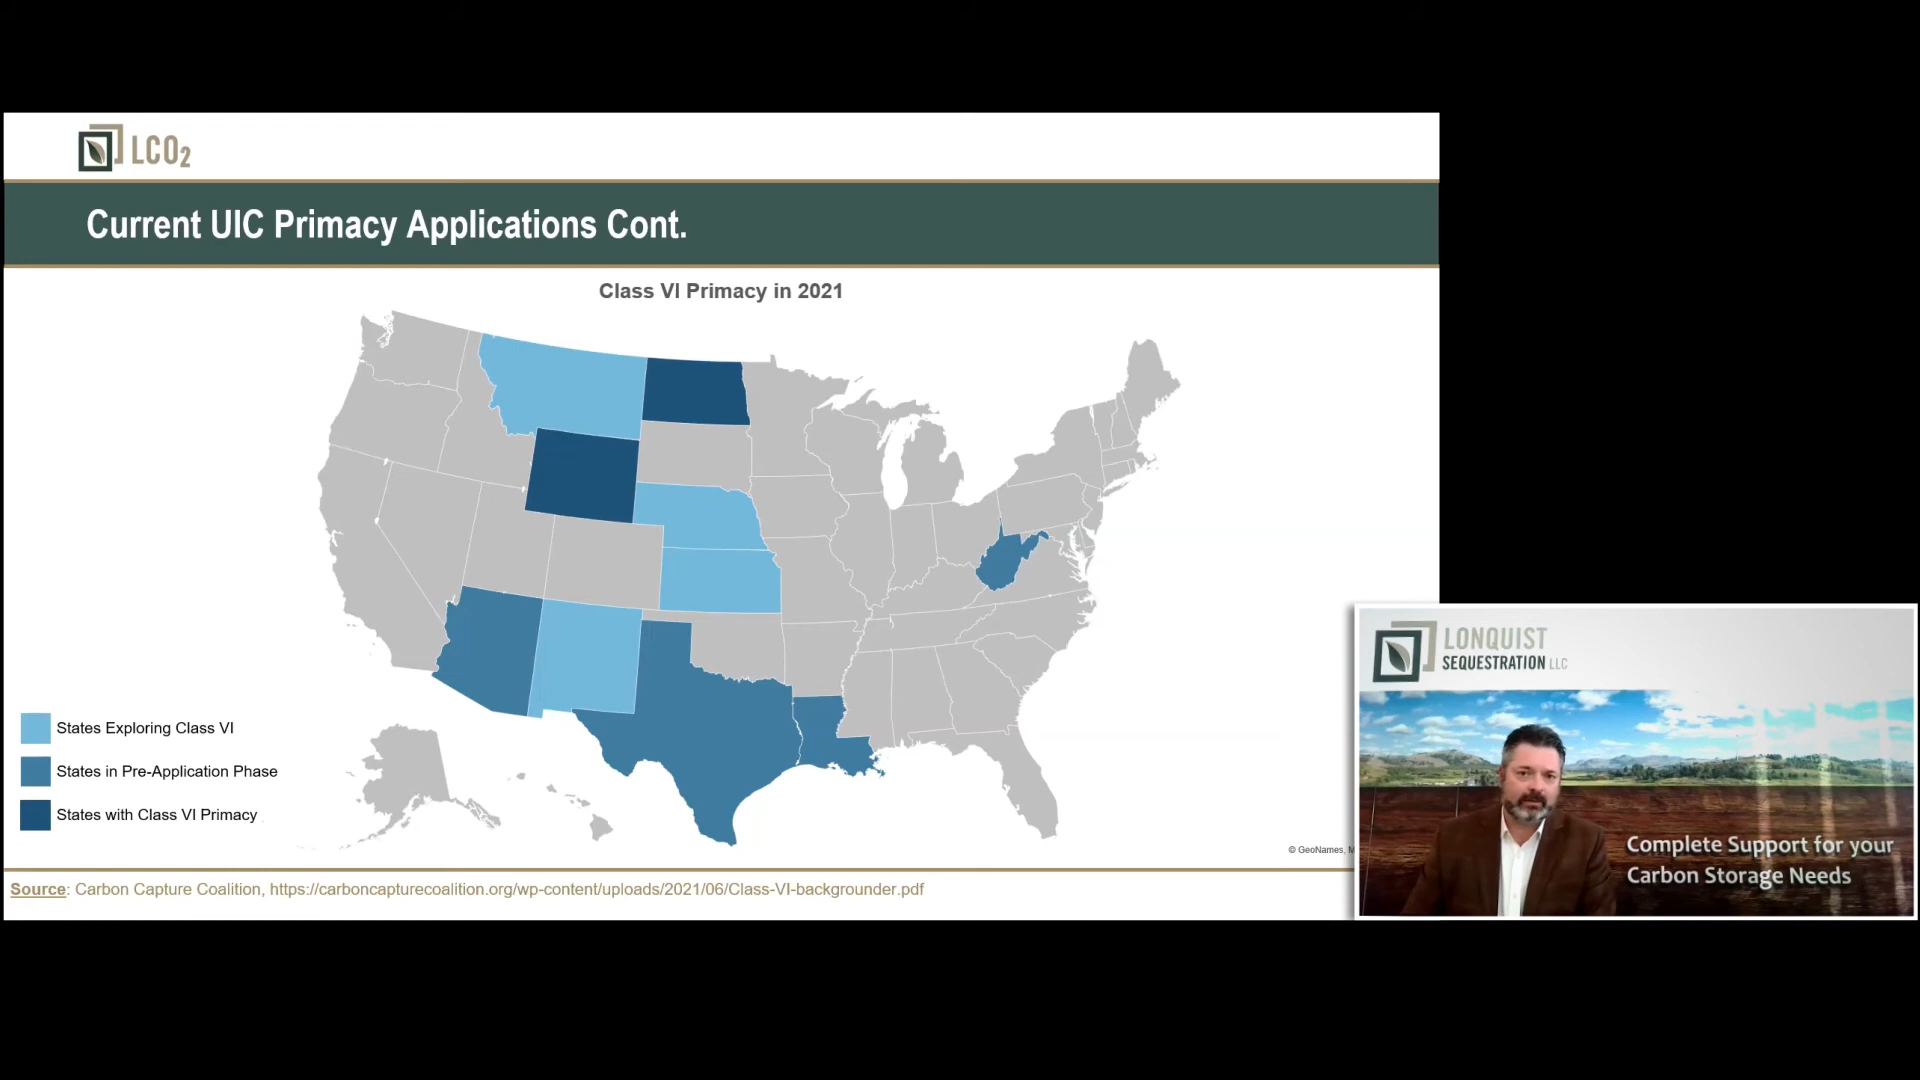 LCO2
Current UIC Primacy Applications Cont.
Class VI Primacy in 2021
States Exploring Class VI
States in Pre-Application Phase
States with Class VI Primacy
© GeoNames,
Source: Carbon Capture Coalition, https://carboncapturecoalition.org/wp-content/uploads/2021/06/Class-VI-backgrounder.pdf
LONQUIST
SEQUESTRATION LLC
Complete Support for your
Carbon Storage Needs